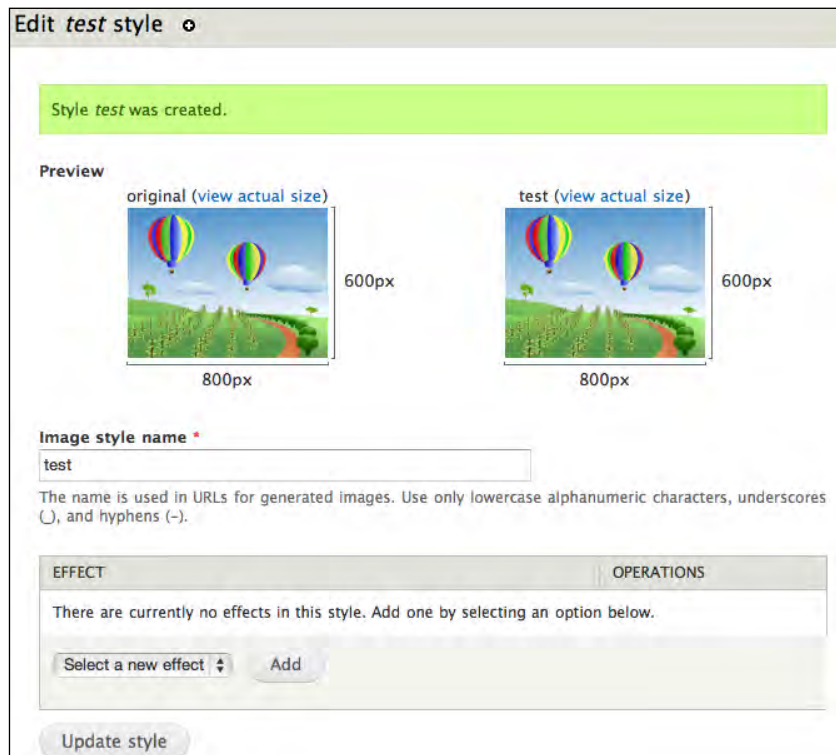 Edit test style
Style test was created.
Preview
original (view actual size)
test (view actual size)
600px
600px
800px
800px
Image style name *
test
The name is used in URLs for generated images. Use only lowercase alphanumeric characters, underscores
(_), and hyphens (-).
EFFECT OPERATIONS
There are currently no effects in this style. Add one by selecting an option below.
Select a new effect Add
Update style